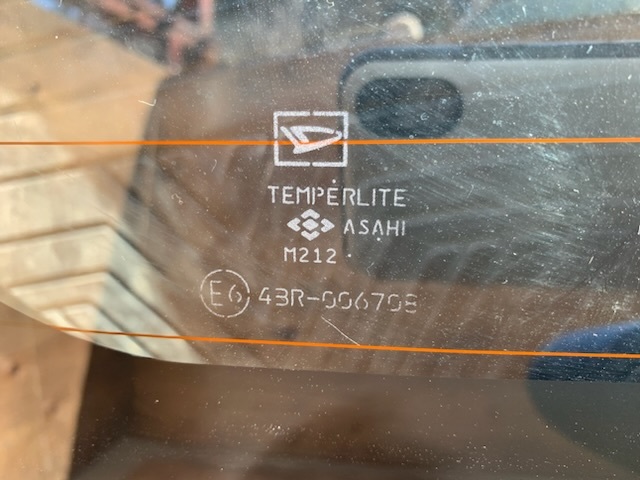 TEMPERLITE
ASAHI
M212
E6 43R-006708